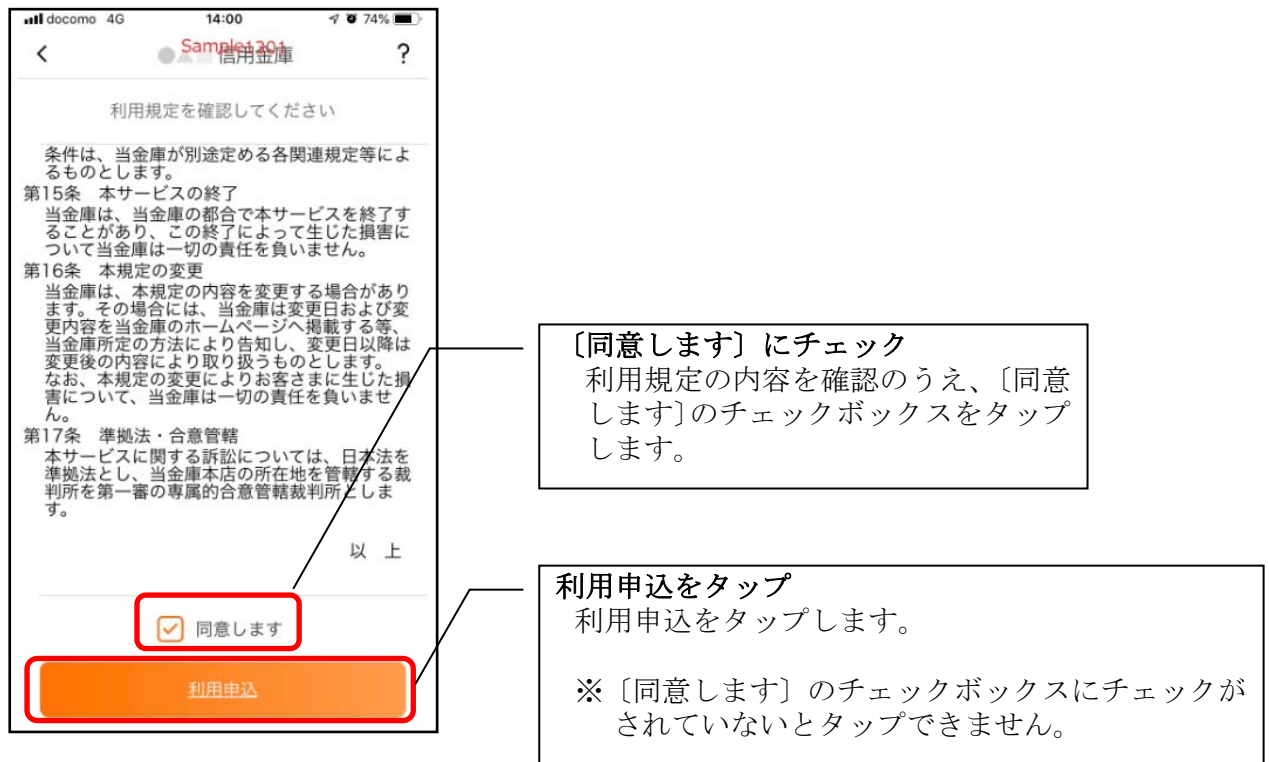 docomo 4G 14:00 74%
Sample1201
信用金庫 ?
利用規定を確認してください
条件は、当金庫が別途定める各関連規定等によ
るものとします。
第15条 本サービスの終了
当金庫は、当金庫の都合で本サービスを終了す
ることがあり、この終了によって生じた損害に
ついて当金庫は一切の責任を負いません。
第16条 本規定の変更
当金庫は、本規定の内容を変更する場合があり
ます。その場合には、当金庫は変更日および変
更内容を当金庫のホームページへ掲載する等、
当金庫所定の方法により告知し、変更日以降は
変更後の内容により取り扱うものとします。
なお、本規定の変更によりお客さまに生じた損
害について、当金庫は一切の責任を負いませ
ん。
第17条 準拠法・合意管轄
本サービスに関する訴訟については、日本法を
準拠法とし、当金庫本店の所在地を管轄する裁
判所を第一審の専属的合意管轄裁判所としま
す。
以 上
同意します
利用申込
〔同意します〕にチェック
利用規定の内容を確認のうえ、〔同意
します〕のチェックボックスをタップ
します。
利用申込をタップ
利用申込をタップします。
※〔同意します〕のチェックボックスにチェックが
されていないとタップできません。